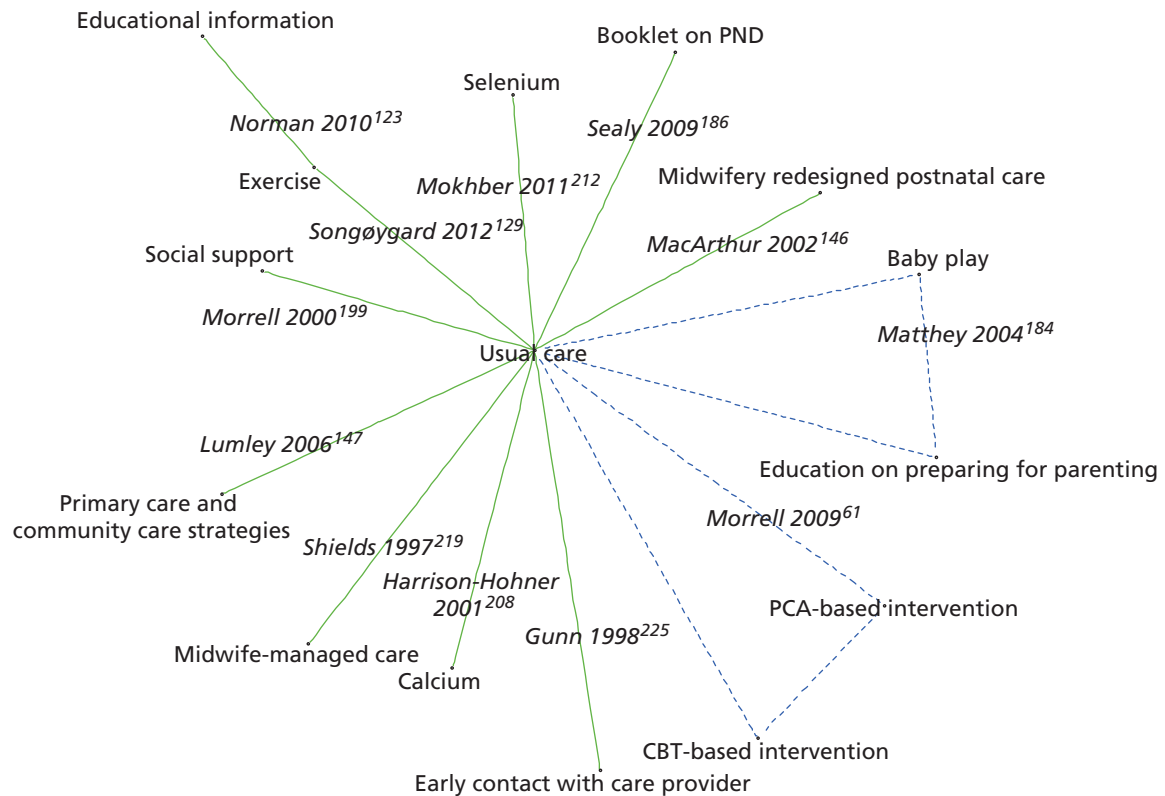 Educational information
Booklet on PND
Selenium
Norman 2010¹²³
Sealy 2009¹⁸⁶
Exercise
Mokhber 2011²¹²
Midwifery redesigned postnatal care
Songøygard 2012¹²⁹
MacArthur 2002¹⁴⁶
Social support
Baby play
Morrell 2000¹⁹⁹
Matthey 2004¹⁸⁴
Usual care
Lumley 2006¹⁴⁷
Education on preparing for parenting
Primary care and
community care strategies
Morrell 2009⁶¹
Shields 1997²¹⁹
Harrison-Hohner
2001²⁰⁸
PCA-based intervention
Gunn 1998²²⁵
Midwife-managed care
Calcium
CBT-based intervention
Early contact with care provider